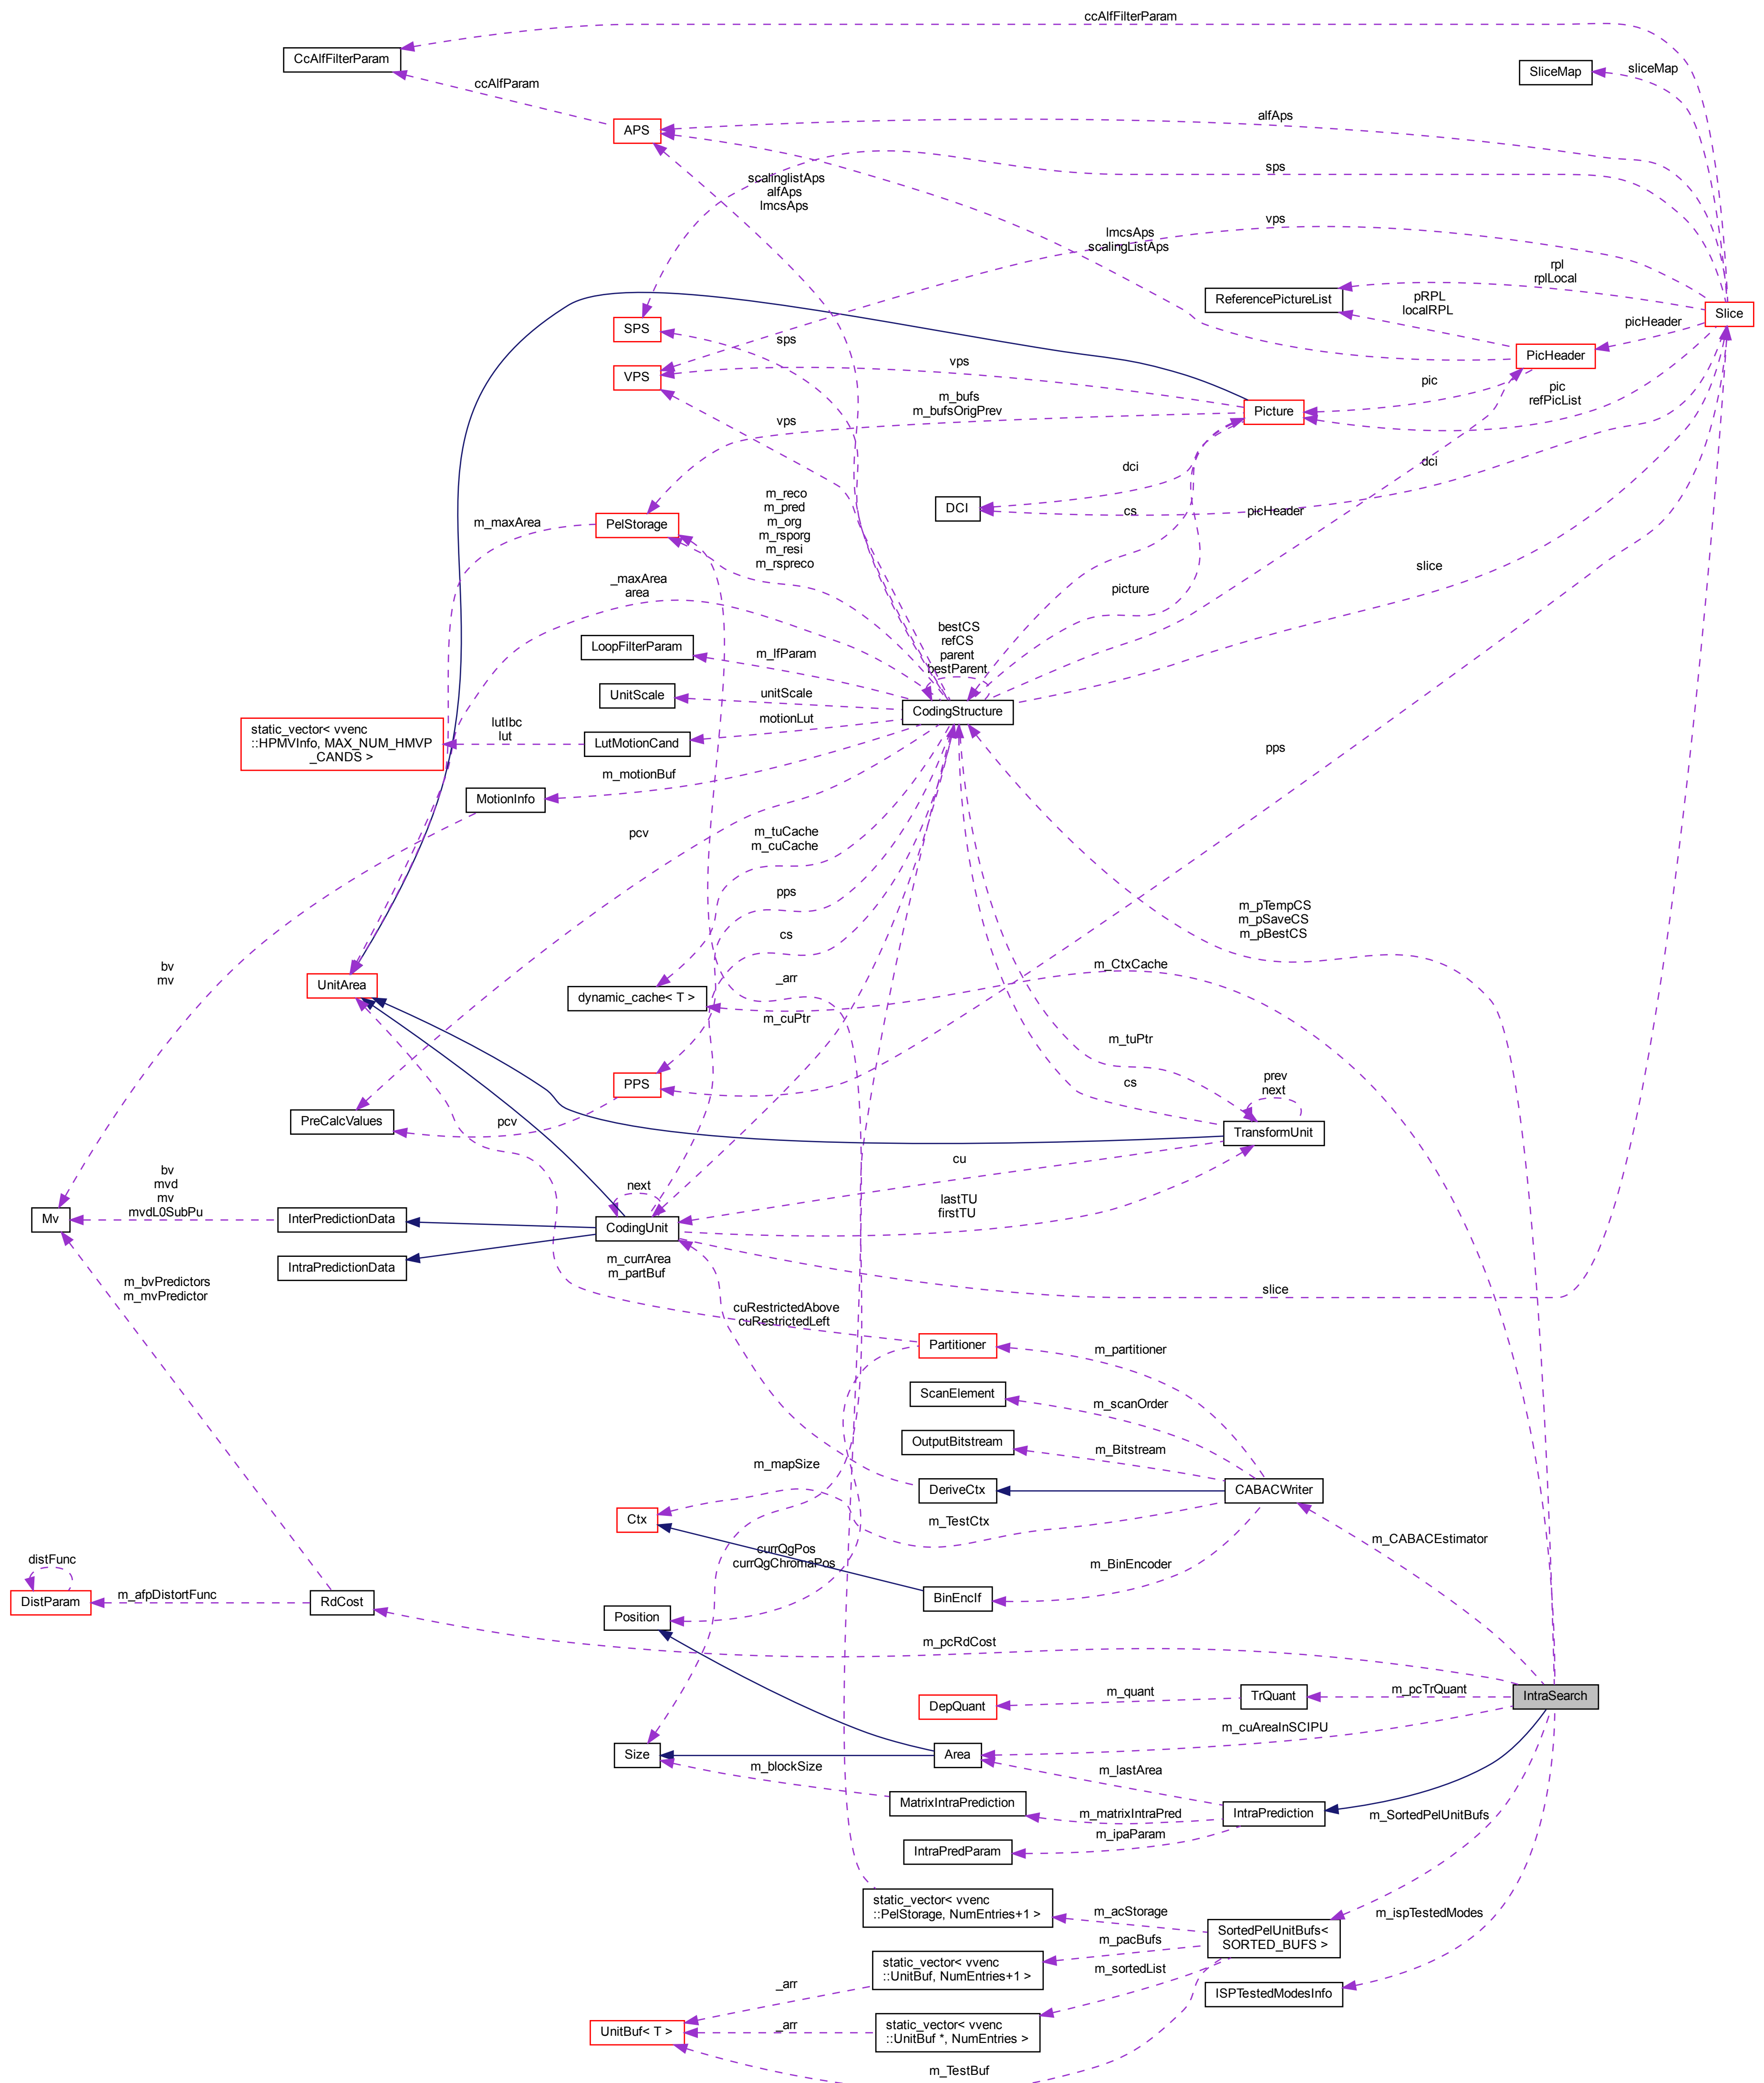 ccAlfFilterParam
CcAlfFilterParam
SliceMap
sliceMap
ccAlfParam
alfAps
APS
sps
scalinglistAps
alfAps
lmcsAps
vps
lmcsAps
scalingListAps
rpl
rplLocal
ReferencePictureList
pRPL
localRPL
Slice
picHeader
SPS
sps
PicHeader
vps
VPS
pic
pic
refPicList
m_bufs
m_bufsOrigPrev
Picture
vps
dci
dci
m_reco
m_pred
m_org
m_rsporg
m_resi
m_rspreco
DCI
cs
picHeader
m_maxArea
PelStorage
slice
_maxArea
area
picture
bestCS
refCS
parent
bestParent
LoopFilterParam
m_lfParam
UnitScale
unitScale
CodingStructure
static_vector< vvenc
::HPMVInfo, MAX_NUM_HMVP
_CANDS >
lutIbc
lut
LutMotionCand
motionLut
pps
m_motionBuf
MotionInfo
pcv
m_tuCache
m_cuCache
pps
m_pTempCS
m_pSaveCS
m_pBestCS
cs
bv
mv
m_CtxCache
UnitArea
_arr
dynamic_cache< T >
m_cuPtr
m_tuPtr
PPS
cs
prev
next
PreCalcValues
pcv
TransformUnit
cu
bv
mvd
mv
mvdL0SubPu
next
lastTU
firstTU
Mv
InterPredictionData
CodingUnit
IntraPredictionData
m_currArea
m_partBuf
m_bvPredictors
m_mvPredictor
slice
cuRestrictedAbove
cuRestrictedLeft
Partitioner
m_partitioner
ScanElement
m_scanOrder
OutputBitstream
m_Bitstream
m_mapSize
DeriveCtx
CABACWriter
Ctx
m_TestCtx
m_CABACEstimator
distFunc
currQgPos
currQgChromaPos
m_BinEncoder
DistParam
m_afpDistortFunc
RdCost
BinEncIf
Position
m_pcRdCost
DepQuant
m_quant
TrQuant
m_pcTrQuant
IntraSearch
m_cuAreaInSCIPU
Size
Area
m_blockSize
m_lastArea
MatrixIntraPrediction
m_matrixIntraPred
IntraPrediction
m_SortedPelUnitBufs
m_ipaParam
IntraPredParam
static_vector< vvenc
::PelStorage, NumEntries+1 >
m_acStorage
m_ispTestedModes
SortedPelUnitBufs<
SORTED_BUFS >
m_pacBufs
static_vector< vvenc
::UnitBuf, NumEntries+1 >
m_sortedList
_arr
ISPTestedModesInfo
UnitBuf< T >
_arr
static_vector< vvenc
::UnitBuf *, NumEntries >
m_TestBuf